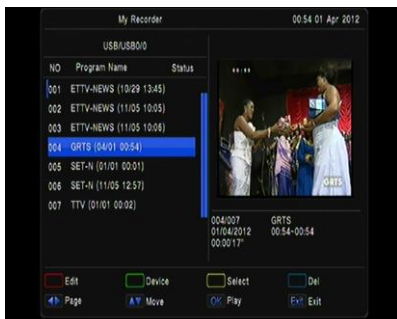 My Recorder 00:54 01 Apr 2012
USB/USB0/0
NO Program Name Status
001 ETTV-NEWS (10/29 13:45)
002 ETTV-NEWS (11/05 10:05)
003 ETTV-NEWS (11/05 10:06)
004 GRTS (04/01 00:54)
005 SET-N (01/01 00:01)
006 SET-N (11/05 12:57)
007 TTV (01/01 00:02)
GRTS
004/007 GRTS
01/04/2012 00:54~00:54
00:00'17"
Edit Device Select Del
Page Move OK Play Exit Exit